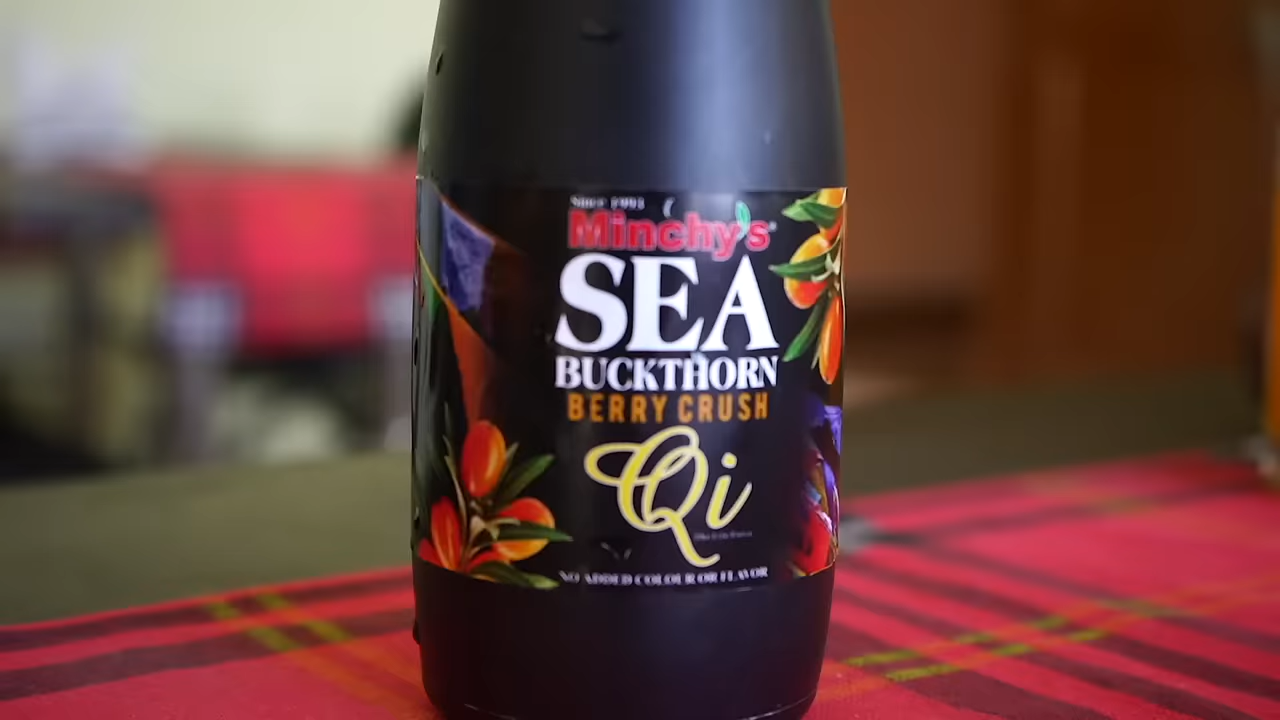 Since 1993
Minchy's
SEA
BUCKTHORN
BERRY CRUSH
Qi
NO ADDED COLOUR OR FLAVOR